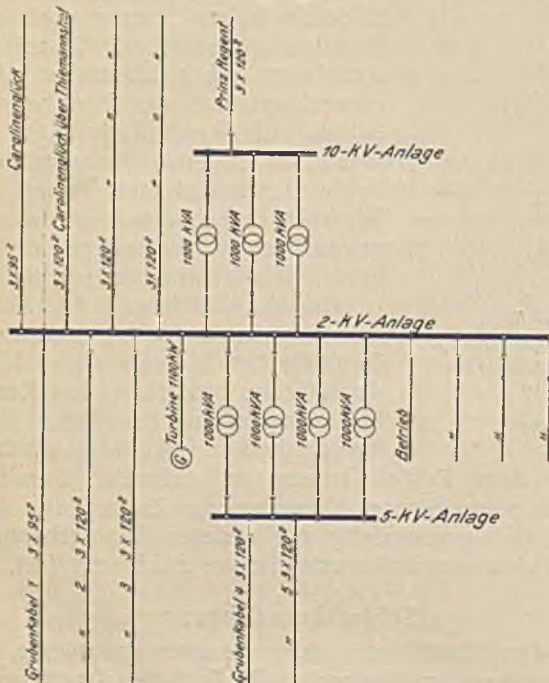 Carolinenglück
3 X 95²
3 X 120² Carolinenglück über Thiemannshof
3 X 120² " "
3 X 120² " "
Prinz Regent
3 X 120²
10-KV-Anlage
1000 KVA
1000 KVA
1000 KVA
2-KV-Anlage
G Turbine 1100 KW
1000 KVA
1000 KVA
1000 KVA
1000 KVA
Betrieb
"
"
"
5-KV-Anlage
Grubenkabel 1 3 X 95²
" 2 3 X 120²
" 3 3 X 120²
Grubenkabel 4 3 X 120²
" 5 3 X 120²